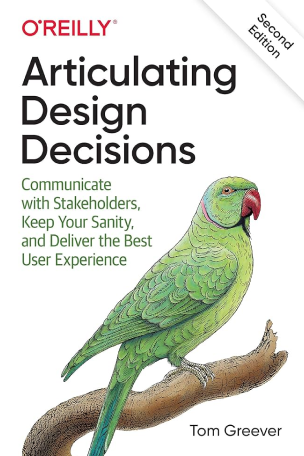 O'REILLY®
Second
Edition
Articulating
Design
Decisions
Communicate
with Stakeholders,
Keep Your Sanity,
and Deliver the Best
User Experience
Tom Greever